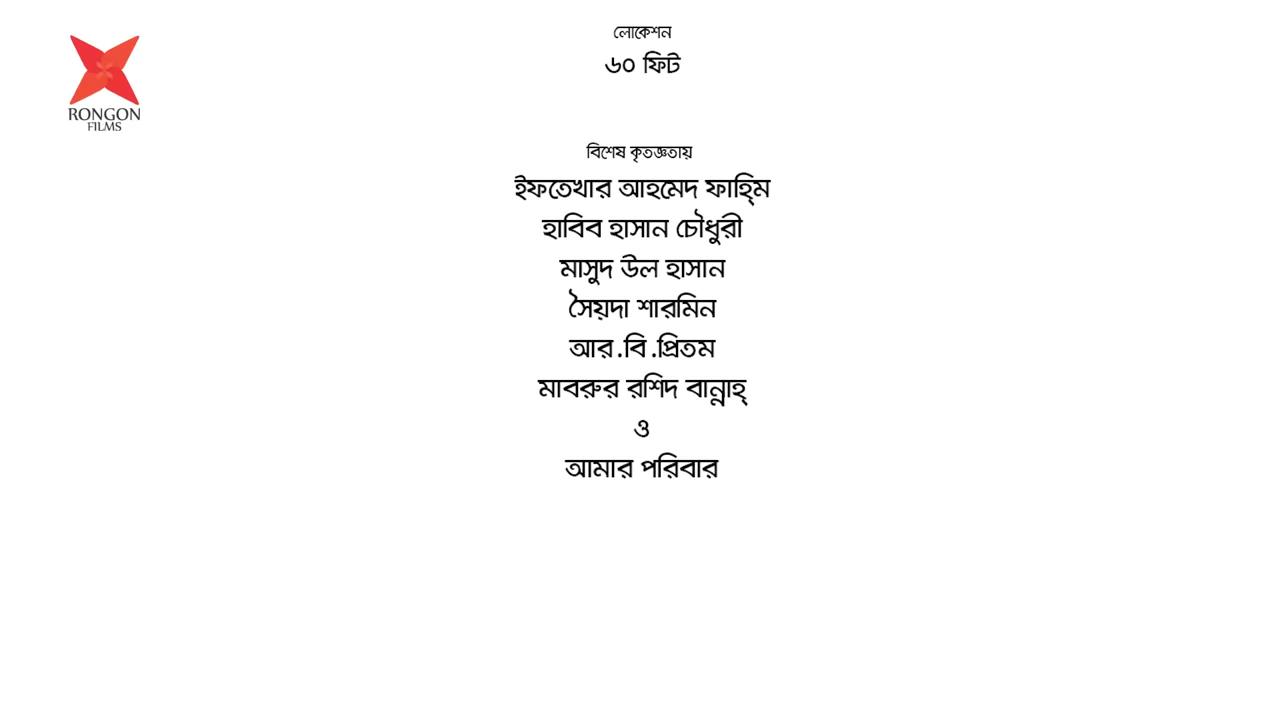 RONGON
FILMS
লোকেশন
৬০ ফিট
বিশেষ কৃতজ্ঞতায়
ইফতেখার আহমেদ ফাহি্ম
হাবিব হাসান চৌধুরী
মাসুদ উল হাসান
সৈয়দা শারমিন
আর.বি.প্রিতম
মাবরুর রশিদ বান্নাহ্
ও
আমার পরিবার